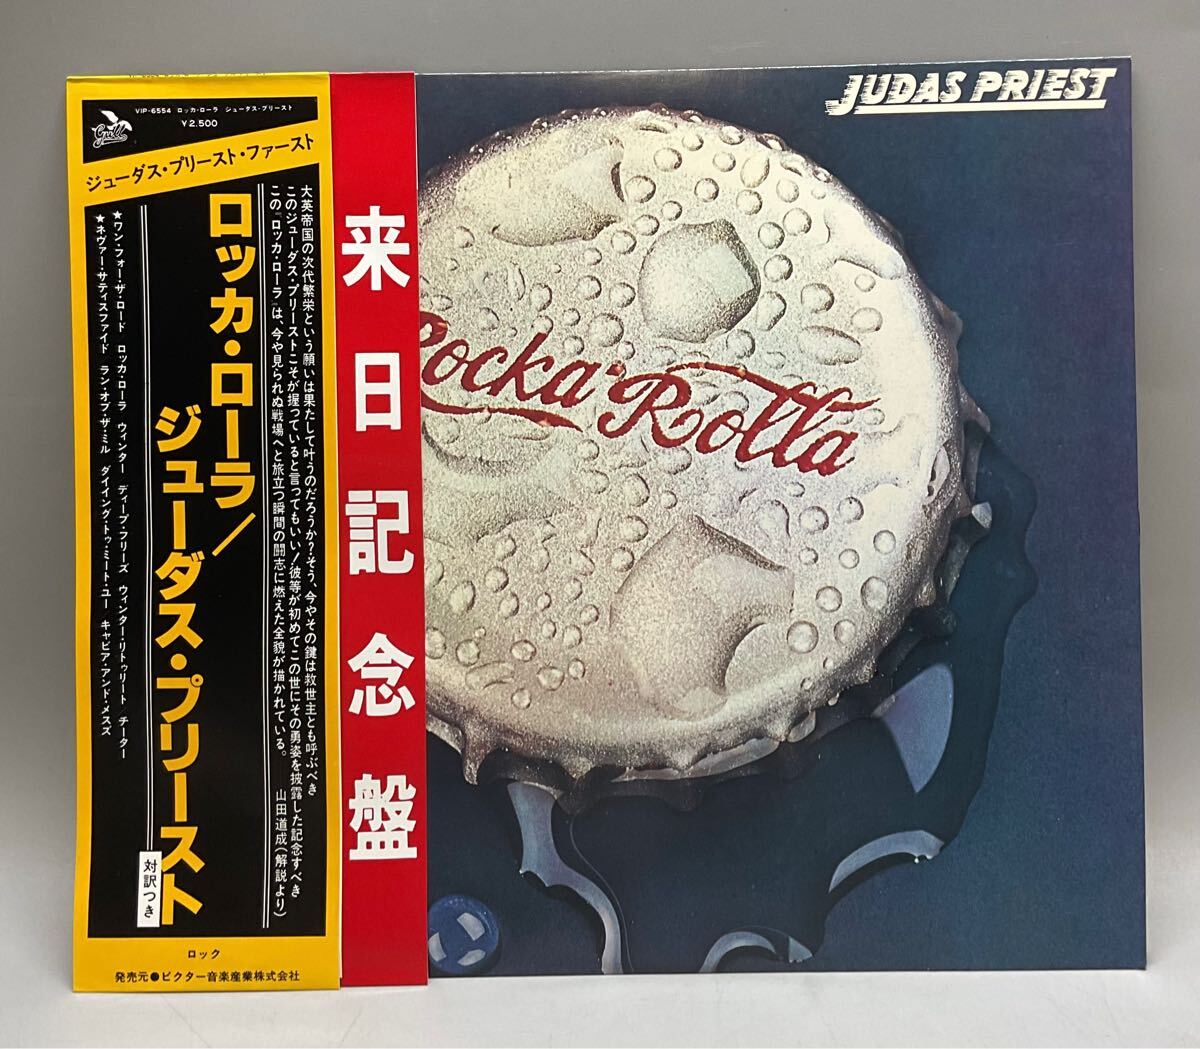 Gull
VIP-6554 ロッカ・ローラ ジューダス・プリースト
¥2.500
ジューダス・プリースト・ファースト
大英帝国の次代繁栄という願いは果たして叶うのだろうか?そう、今やその鍵は救世主とも呼ぶべき
このジューダス・プリーストこそが握っていると言ってもいい!彼等が初めてこの世にその勇姿を披露した記念すべき
この『ロッカ・ローラ』は、今や見られぬ戦場へと旅立つ瞬間の闘志に燃えた全貌が描かれている。
山田道成(解説より)
ロッカ・ローラ/
ジューダス・プリースト
対訳つき
★ワン・フォー・ザ・ロード ロッカ・ローラ ウィンター ディープ・フリーズ ウィンター・リトゥリート チーター
★ネヴァー・サティスファイド ラン・オブ・ザ・ミル ダイイング・トゥ・ミート・ユー キャビア・アンド・メスズ
ロック
発売元●ビクター音楽産業株式会社
来日記念盤
JUDAS PRIEST
Rocka Rolla